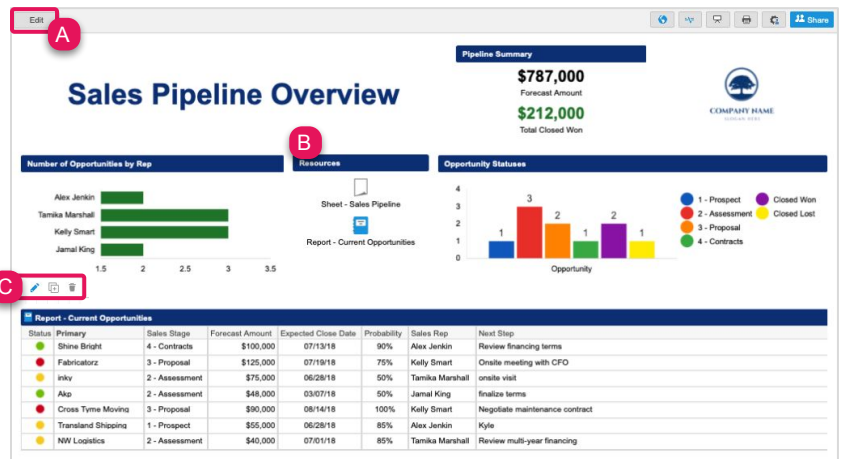 Edit
Share
A
Pipeline Summary
$787,000
Forecast Amount
$212,000
Total Closed Won
Sales Pipeline Overview
COMPANY NAME
B
Number of Opportunities by Rep
Alex Jenkin
Tamika Marshall
Kelly Smart
Jamal King
1.5 2 2.5 3 3.5
Resources
Sheet - Sales Pipeline
Report - Current Opportunities
Opportunity Statuses
4
3
2
1
0
1 3 2 1 2 1
Opportunity
1 - Prospect Closed Won
2 - Assessment Closed Lost
3 - Proposal
4 - Contracts
C
Report - Current Opportunities
Status Primary Sales Stage Forecast Amount Expected Close Date Probability Sales Rep Next Step
Shine Bright 4 - Contracts $100,000 07/13/18 90% Alex Jenkin Review financing terms
Fabricatorz 3 - Proposal $125,000 07/19/18 75% Kelly Smart Onsite meeting with CFO
inky 2 - Assessment $75,000 06/28/18 50% Tamika Marshall onsite visit
Akp 2 - Assessment $48,000 03/07/18 50% Jamal King finalize terms
Cross Tyme Moving 3 - Proposal $90,000 08/14/18 100% Kelly Smart Negotiate maintenance contract
Transland Shipping 1 - Prospect $55,000 06/28/18 85% Alex Jenkin Kyle
NW Logistics 2 - Assessment $40,000 07/01/18 85% Tamika Marshall Review multi-year financing